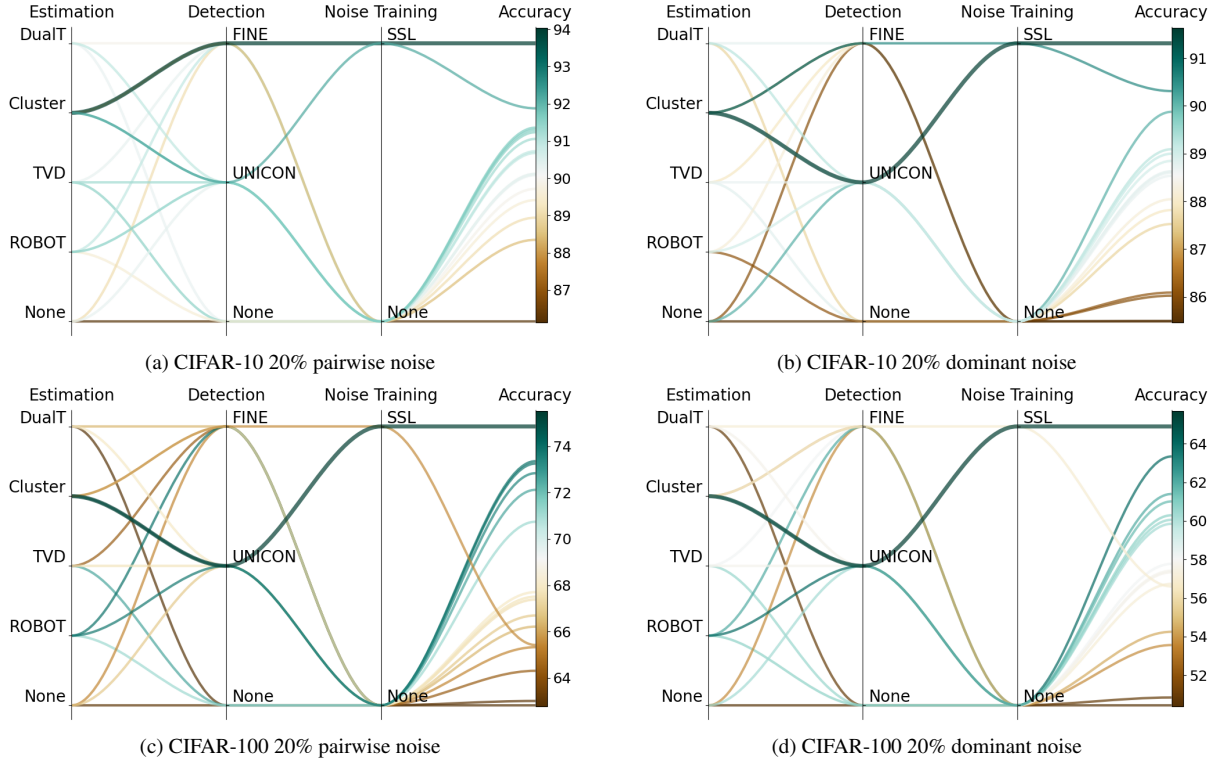 Estimation Detection Noise Training Accuracy
DualT FINE SSL 94
93
Cluster 92
91
TVD UNICON 90
89
ROBOT 88
87
None None None
(a) CIFAR-10 20% pairwise noise
Estimation Detection Noise Training Accuracy
DualT FINE SSL 91
Cluster 90
89
TVD UNICON 88
ROBOT 87
86
None None None
(b) CIFAR-10 20% dominant noise
Estimation Detection Noise Training Accuracy
DualT FINE SSL 74
Cluster 72
70
TVD UNICON 68
ROBOT 66
64
None None None
(c) CIFAR-100 20% pairwise noise
Estimation Detection Noise Training Accuracy
DualT FINE SSL 64
Cluster 62
60
TVD UNICON 58
56
ROBOT 54
52
None None None
(d) CIFAR-100 20% dominant noise